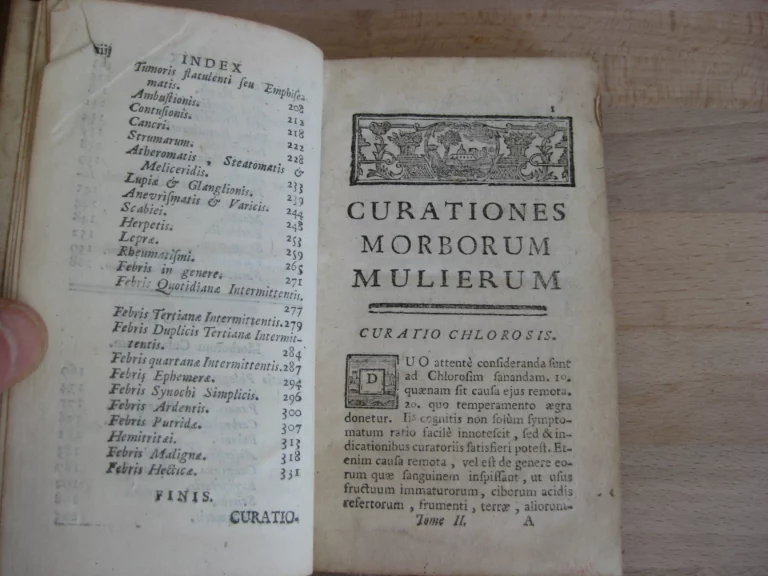 iiij
INDEX
Tumoris flatulenti ſeu Emphiſe-
matis. 208
Ambuſtionis. 212
Contuſionis. 218
Cancri. 222
Strumarum. 228
Atheromatis, Steatomatis &
Meliceridis. 233
Lupiæ & Glanglionis. 239
Anevriſmatis & Varicis. 244
Scabiei. 248
Herpetis. 253
Lepræ. 259
Rheumatiſmi. 265
Febris in genere. 271
Febris Quotidianæ Intermittentis.
277
Febris Tertianæ Intermittentis. 279
Febris Duplicis Tertianæ Intermit-
tentis. 284
Febris quartanæ Intermittentis. 287
Febris Ephemeræ. 294
Febris Synochi Simplicis. 296
Febris Ardentis. 300
Febris Putridæ. 307
Hemitritæi. 313
Febris Malignæ. 318
Febris Hecticæ. 331
FINIS.
CURATIO.
1
CURATIONES
MORBORUM
MULIERUM
CURATIO CHLOROSIS.
DUO attentè conſideranda ſunt
ad Chloroſim ſanandam. 1o.
quænam ſit cauſa ejus remota.
2o. quo temperamento ægra
donetur. Iis cognitis non ſolùm ſympto-
matum ratio facilè innoteſcit, ſed & in-
dicationibus curatoriis ſatisfieri poteſt. Et-
enim cauſa remota, vel eſt de genere eo-
rum quæ ſanguinem inſpiſſant, ut uſus
fructuum immaturorum, ciborum acidis
refertorum, frumenti, terræ, aliorum-
Tome II. A